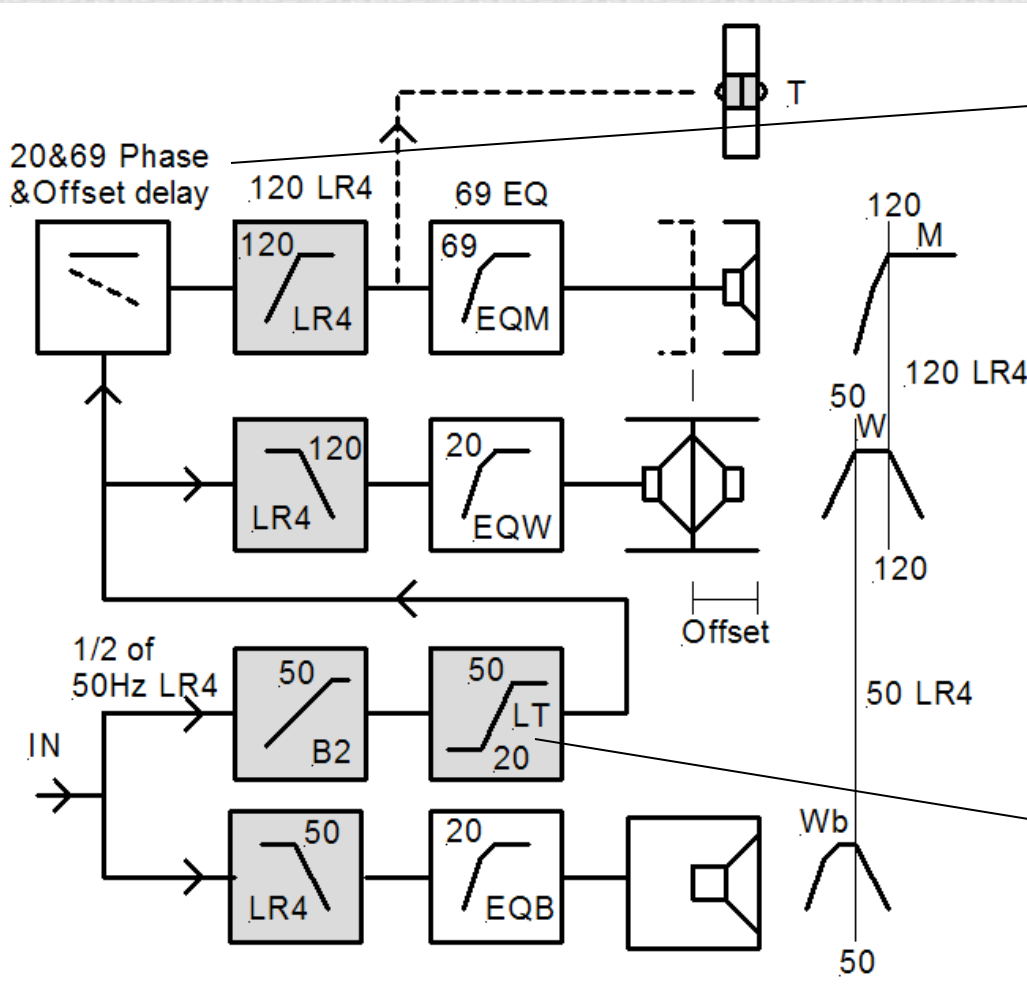 T
20&69 Phase
&Offset delay
120 LR4
69 EQ
120
LR4
69
EQM
120
M
120 LR4
50
W
120
LR4
20
EQW
120
Offset
1/2 of
50Hz LR4
50
B2
50
LT
20
50 LR4
IN
50
LR4
20
EQB
Wb
50